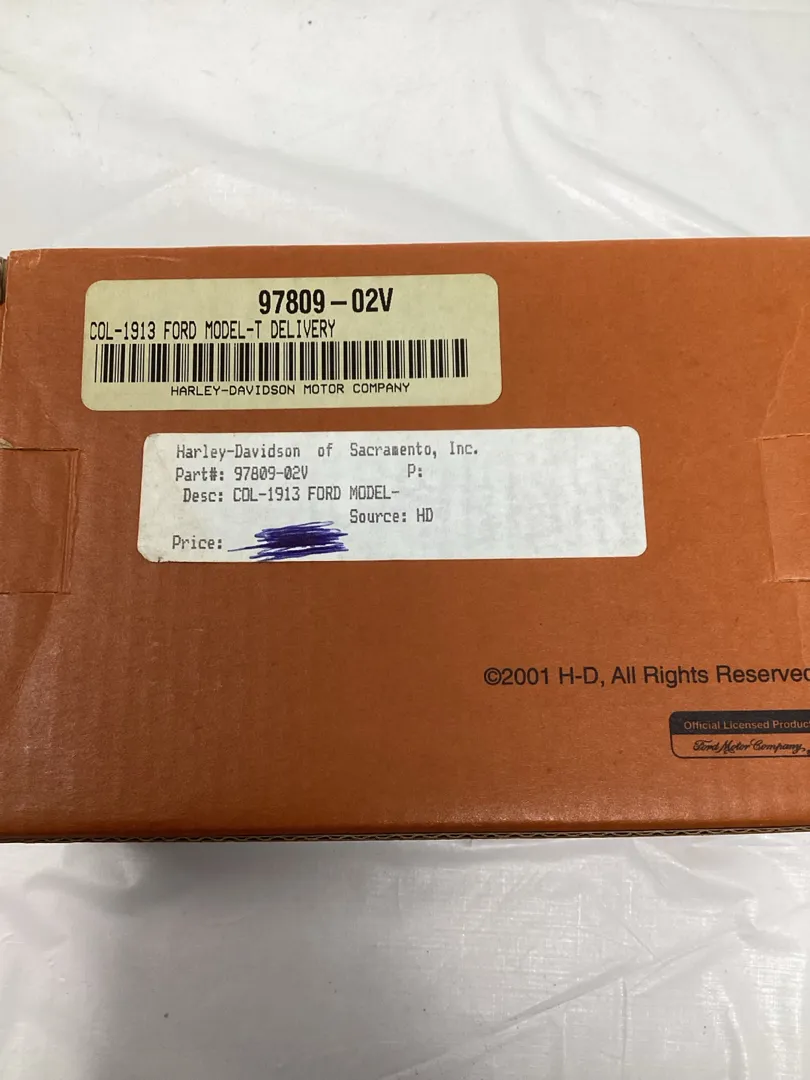 97809-02V
COL-1913 FORD MODEL-T DELIVERY
HARLEY-DAVIDSON MOTOR COMPANY
Harley-Davidson of Sacramento, Inc.
Part#: 97809-02V P:
Desc: COL-1913 FORD MODEL-
Source: HD
Price:
©2001 H-D, All Rights Reserved
Official Licensed Product
Ford Motor Company,